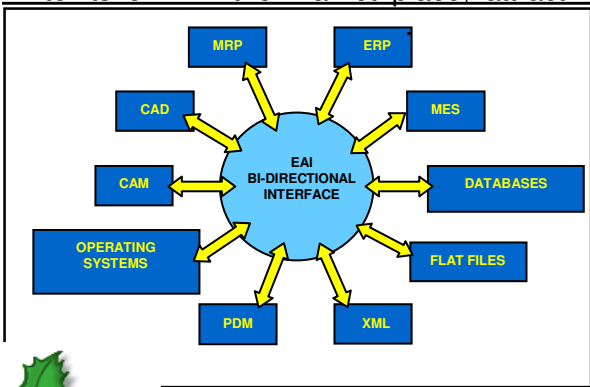 MRP
ERP
CAD
MES
EAI
BI-DIRECTIONAL
INTERFACE
CAM
DATABASES
OPERATING
SYSTEMS
FLAT FILES
PDM
XML